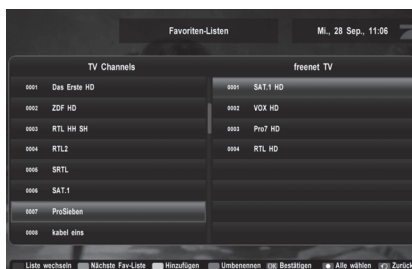 Favoriten-Listen Mi., 28 Sep., 11:06
TV Channels freenet TV
0001 Das Erste HD 0001 SAT.1 HD
0002 ZDF HD 0002 VOX HD
0003 RTL HH SH 0003 Pro7 HD
0004 RTL2 0004 RTL HD
0005 SRTL
0006 SAT.1
0007 ProSieben
0008 kabel eins
Liste wechseln Nächste Fav-Liste Hinzufügen Umbenennen OK Bestätigen Alle wählen Zurück